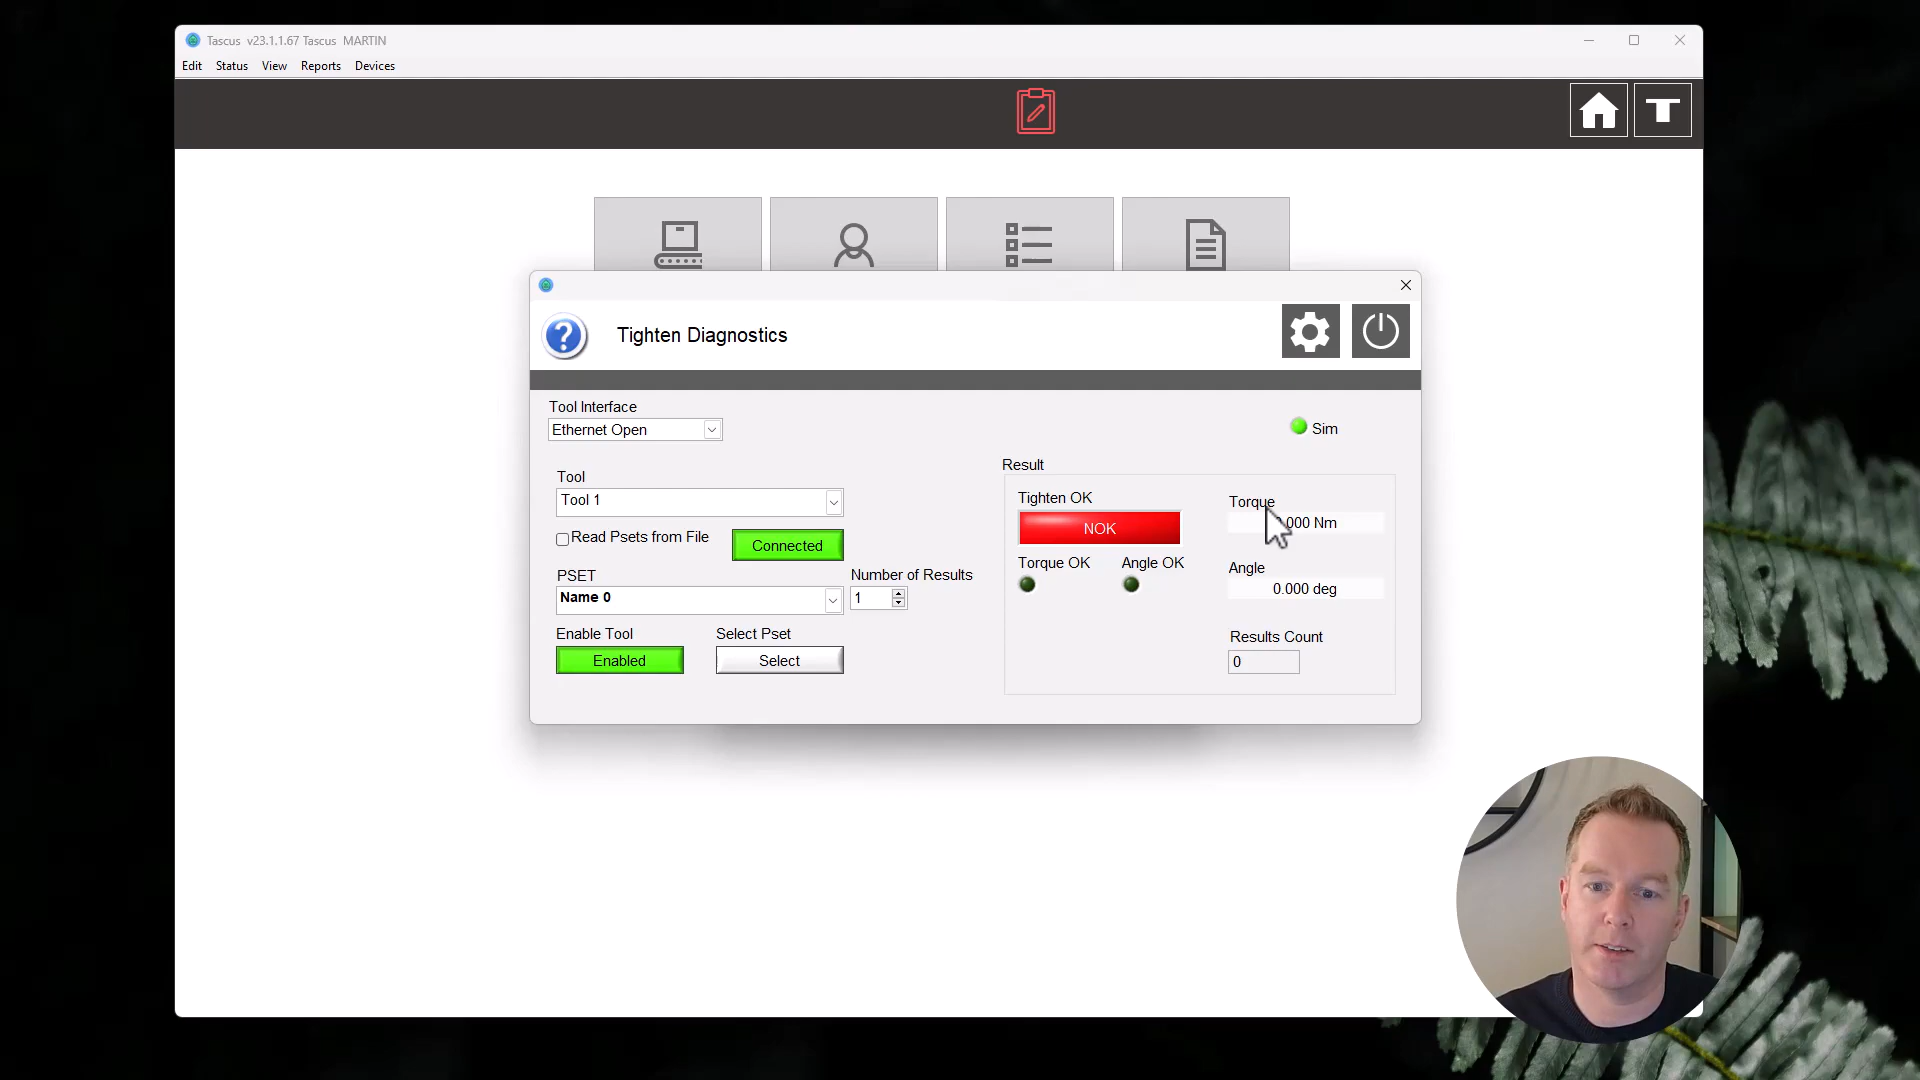 Tascus v23.1.1.67 Tascus MARTIN
Edit Status View Reports Devices
Tighten Diagnostics
Tool Interface
Ethernet Open
Sim
Tool
Tool 1
Read Psets from File
Connected
PSET
Name 0
Number of Results
1
Enable Tool
Enabled
Select Pset
Select
Result
Tighten OK
NOK
Torque OK
Angle OK
Torque
.000 Nm
Angle
0.000 deg
Results Count
0